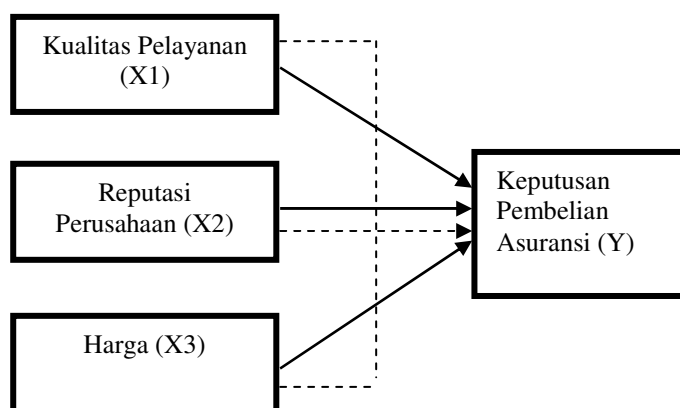 Kualitas Pelayanan
(X1)
Reputasi
Perusahaan (X2)
Harga (X3)
Keputusan
Pembelian
Asuransi (Y)